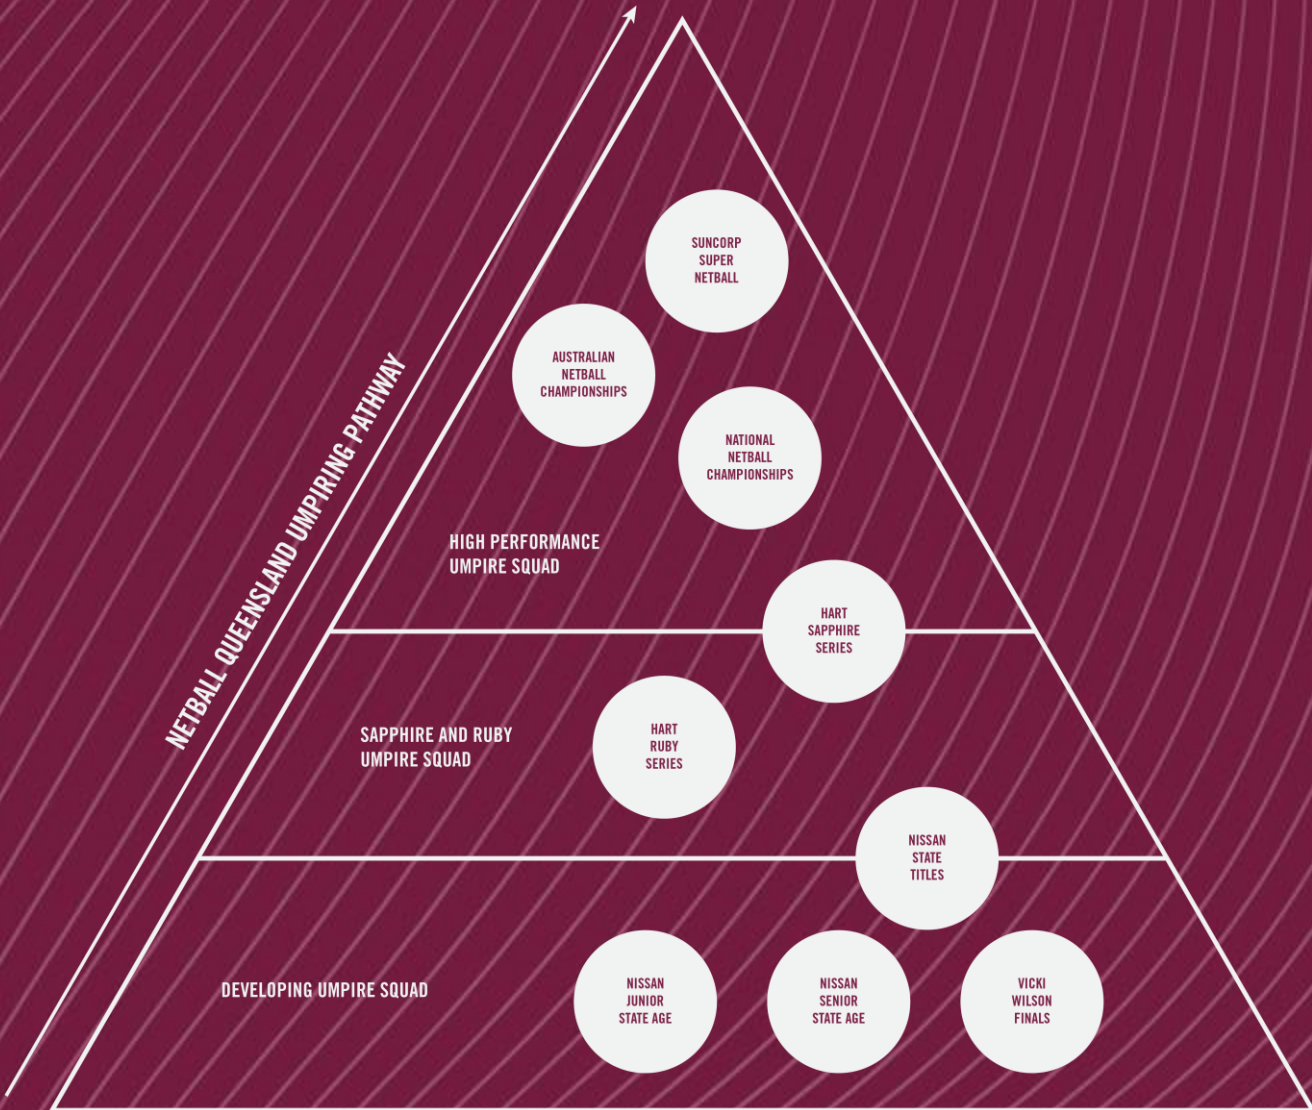 SUNCORP
SUPER
NETBALL
AUSTRALIAN
NETBALL
CHAMPIONSHIPS
NATIONAL
NETBALL
CHAMPIONSHIPS
NETBALL QUEENSLAND UMPIRING PATHWAY
HIGH PERFORMANCE
UMPIRE SQUAD
HART
SAPPHIRE
SERIES
SAPPHIRE AND RUBY
UMPIRE SQUAD
HART
RUBY
SERIES
NISSAN
STATE
TITLES
DEVELOPING UMPIRE SQUAD
NISSAN
JUNIOR
STATE AGE
NISSAN
SENIOR
STATE AGE
VICKI
WILSON
FINALS